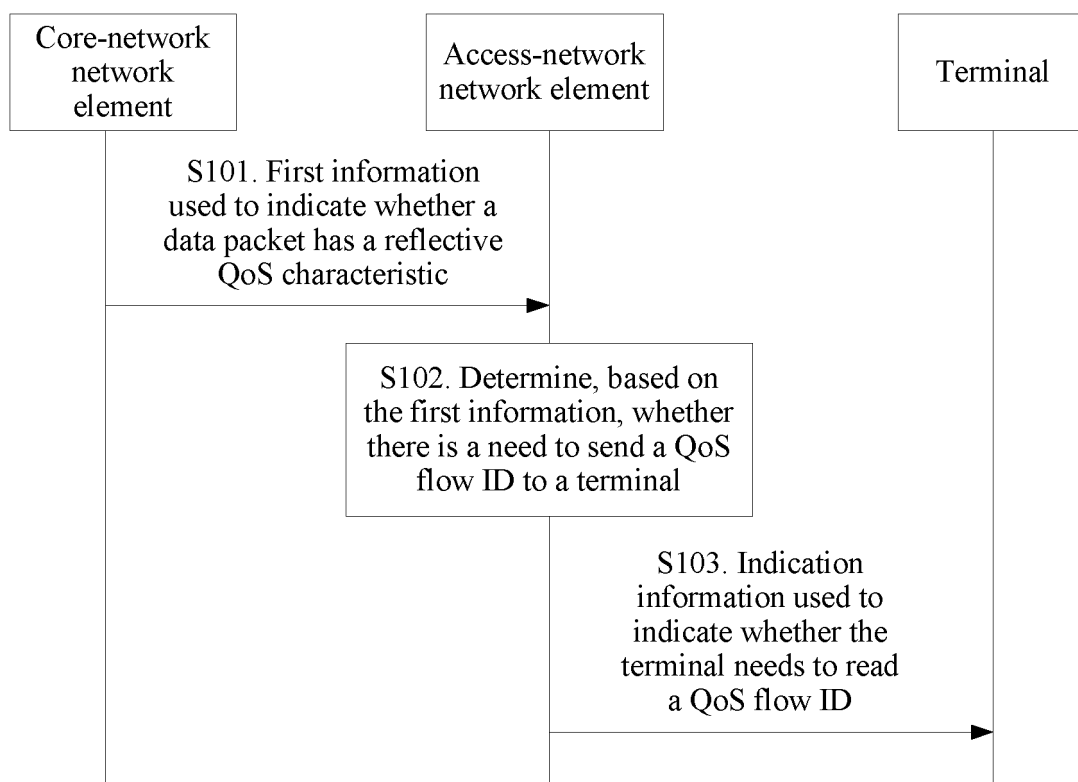 Core-network
network
element
Access-network
network element
Terminal
S101. First information
used to indicate whether a
data packet has a reflective
QoS characteristic
S102. Determine, based on
the first information, whether
there is a need to send a QoS
flow ID to a terminal
S103. Indication
information used to
indicate whether the
terminal needs to read
a QoS flow ID